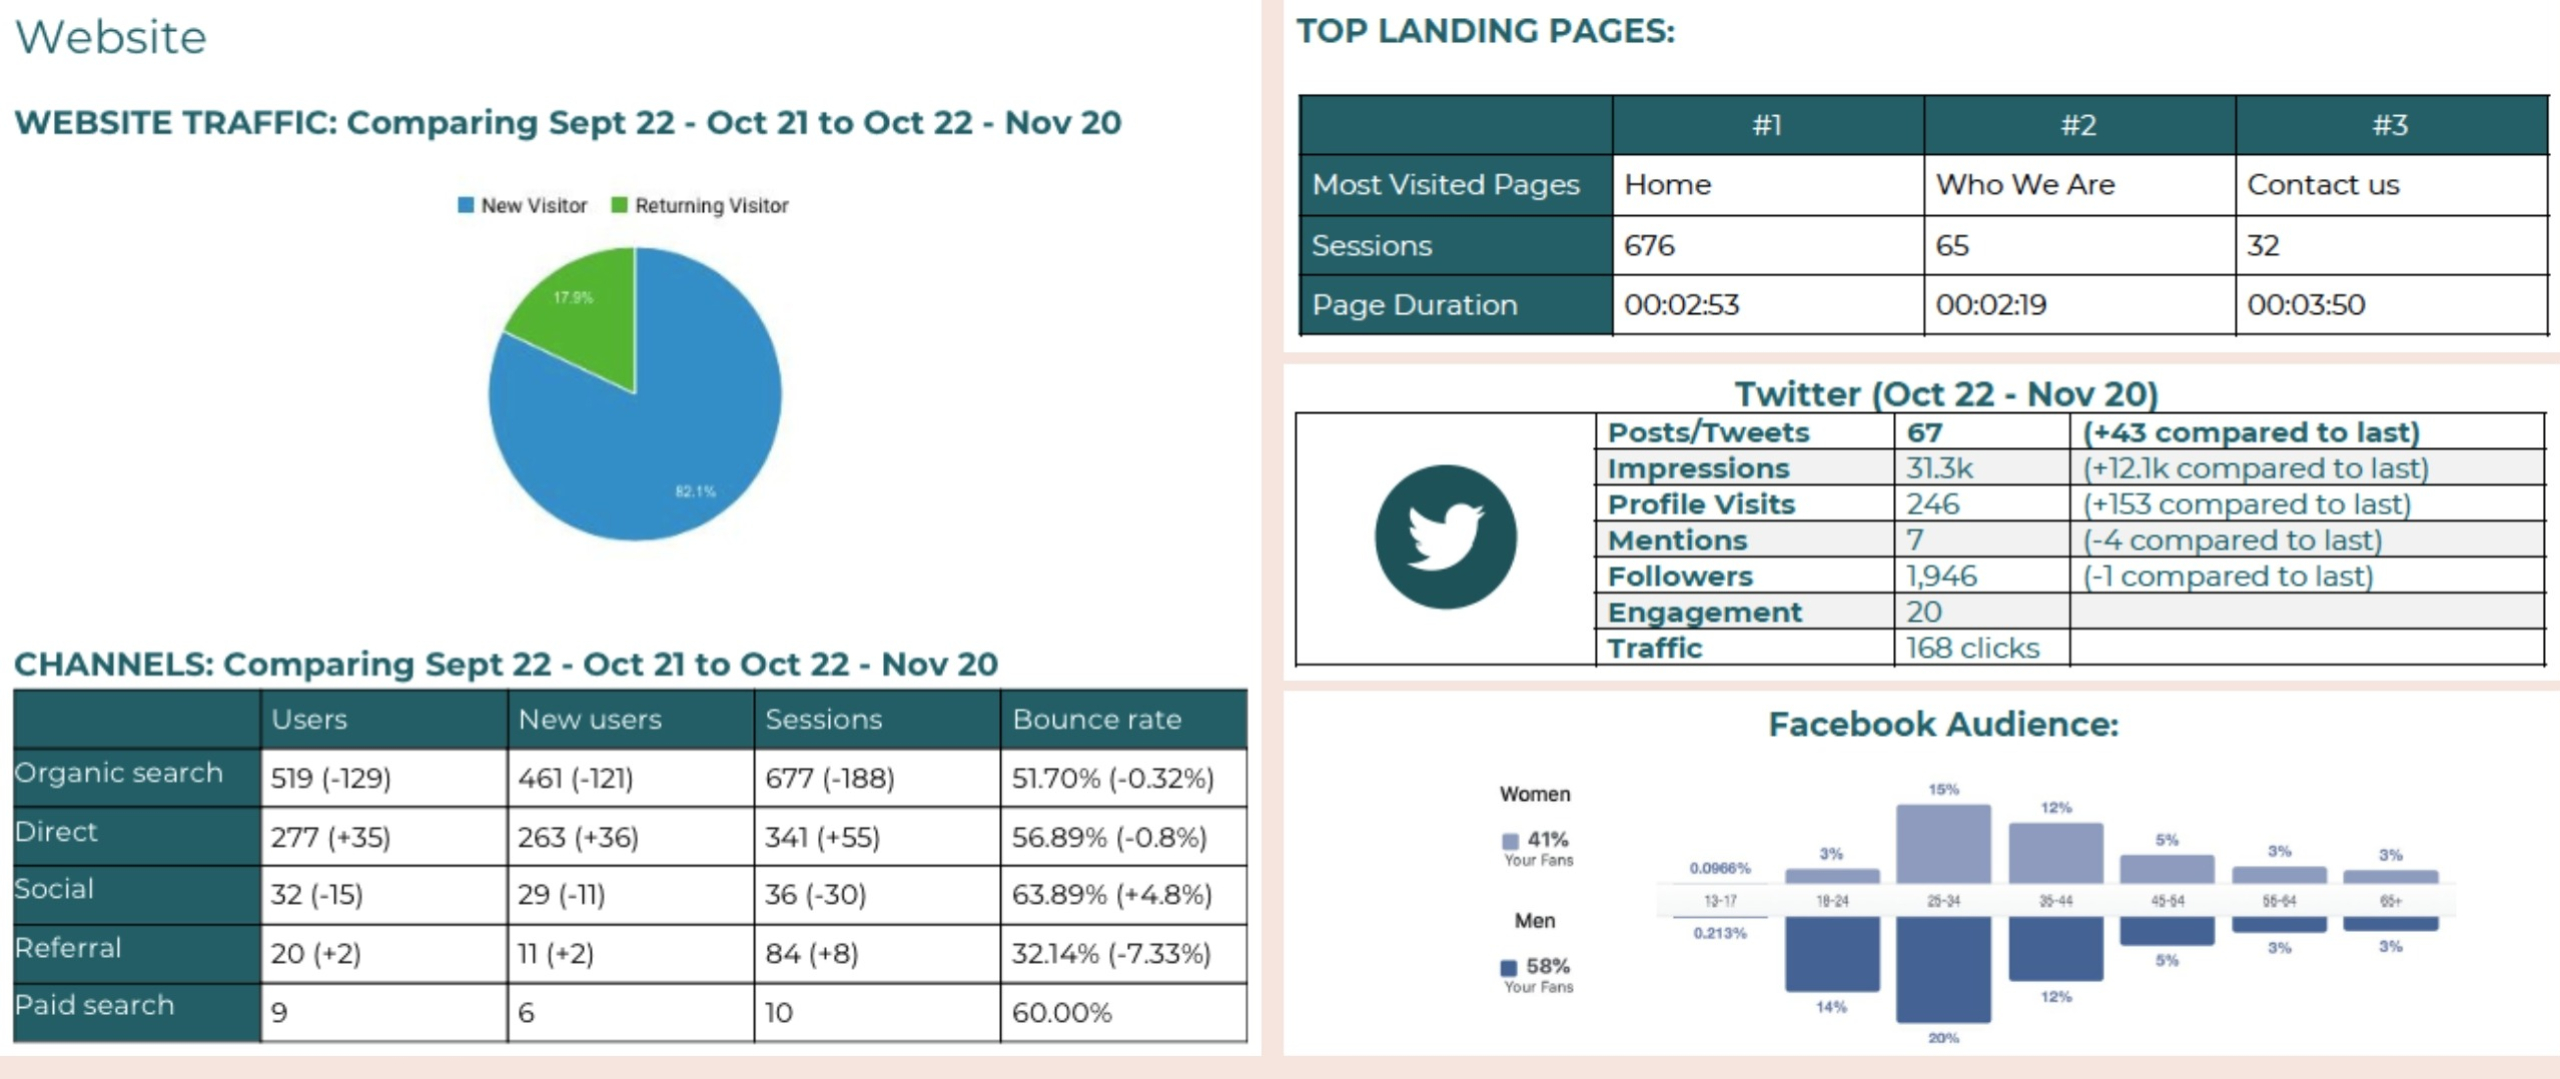 Website
WEBSITE TRAFFIC: Comparing Sept 22 - Oct 21 to Oct 22 - Nov 20
New Visitor Returning Visitor
17.9%
82.1%
CHANNELS: Comparing Sept 22 - Oct 21 to Oct 22 - Nov 20
Users New users Sessions Bounce rate
Organic search 519 (-129) 461 (-121) 677 (-188) 51.70% (-0.32%)
Direct 277 (+35) 263 (+36) 341 (+55) 56.89% (-0.8%)
Social 32 (-15) 29 (-11) 36 (-30) 63.89% (+4.8%)
Referral 20 (+2) 11 (+2) 84 (+8) 32.14% (-7.33%)
Paid search 9 6 10 60.00%
TOP LANDING PAGES:
#1 #2 #3
Most Visited Pages Home Who We Are Contact us
Sessions 676 65 32
Page Duration 00:02:53 00:02:19 00:03:50
Twitter (Oct 22 - Nov 20)
Posts/Tweets 67 (+43 compared to last)
Impressions 31.3k (+12.1k compared to last)
Profile Visits 246 (+153 compared to last)
Mentions 7 (-4 compared to last)
Followers 1,946 (-1 compared to last)
Engagement 20
Traffic 168 clicks
Facebook Audience:
Women
41%
Your Fans
Men
58%
Your Fans
0.0966% 3% 15% 12% 5% 3% 3%
13-17 18-24 25-34 35-44 45-54 55-64 65+
0.213% 14% 20% 12% 5% 3% 3%